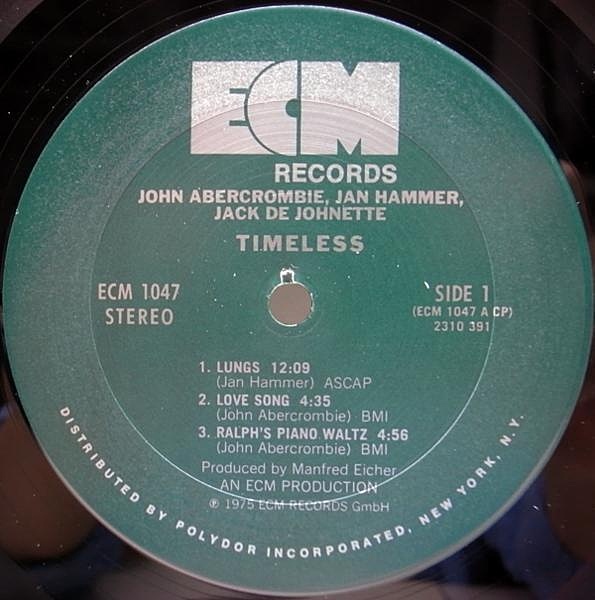 ECM
RECORDS
JOHN ABERCROMBIE, JAN HAMMER,
JACK DE JOHNETTE
TIMELESS
ECM 1047
STEREO
SIDE 1
(ECM 1047 A CP)
2310 391
1. LUNGS 12:09
(Jan Hammer) ASCAP
2. LOVE SONG 4:35
(John Abercrombie) BMI
3. RALPH'S PIANO WALTZ 4:56
(John Abercrombie) BMI
Produced by Manfred Eicher
AN ECM PRODUCTION
℗ 1975 ECM RECORDS GmbH
DISTRIBUTED BY POLYDOR INCORPORATED, NEW YORK, N.Y.